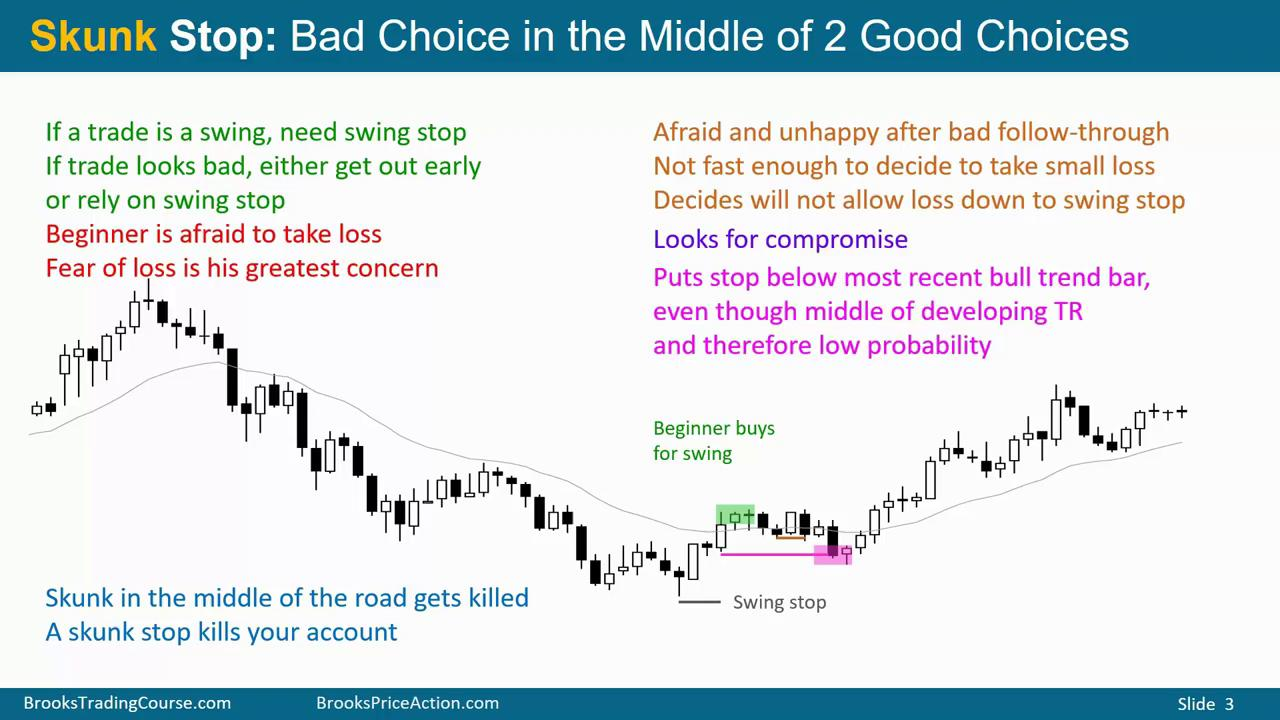 Skunk Stop: Bad Choice in the Middle of 2 Good Choices
If a trade is a swing, need swing stop
If trade looks bad, either get out early
or rely on swing stop
Beginner is afraid to take loss
Fear of loss is his greatest concern
Afraid and unhappy after bad follow-through
Not fast enough to decide to take small loss
Decides will not allow loss down to swing stop
Looks for compromise
Puts stop below most recent bull trend bar,
even though middle of developing TR
and therefore low probability
Beginner buys
for swing
Swing stop
Skunk in the middle of the road gets killed
A skunk stop kills your account
BrooksTradingCourse.com
BrooksPriceAction.com
Slide 3